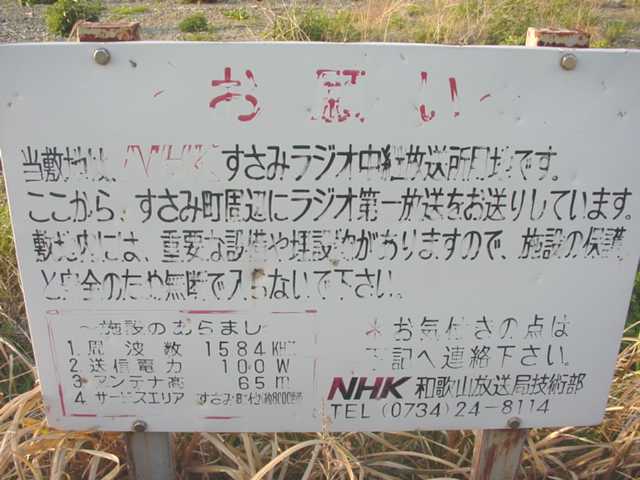 お願い
当敷地は、NHKすさみラジオ中継放送所用地です。
ここから、すさみ町周辺にラジオ第一放送をお送りしています。
敷地内には、重要な設備や埋設物がありますので、施設の保護
と安全のため無断で入らないで下さい。
～施設のあらまし～
1. 周波数 1584KHz
2 送信電力 100W
3 アンテナ高 65m
4 サービスエリア すさみ町
＊お気付きの点は
下記へ連絡下さい。
NHK 和歌山放送局技術部
TEL (0734) 24-8114